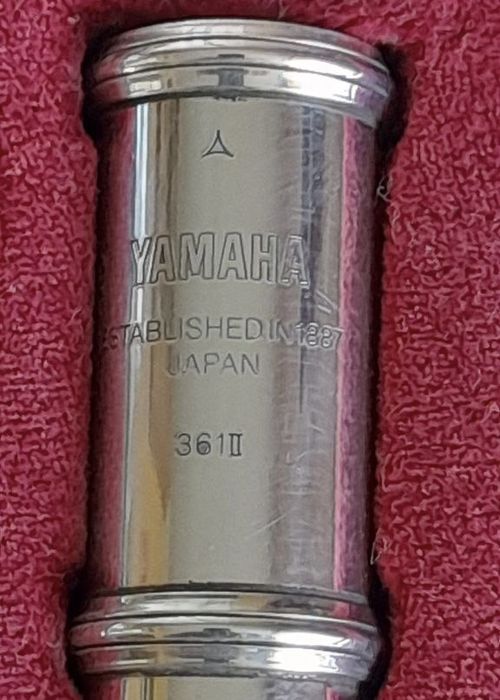 YAMAHA
ESTABLISHED IN 1887
JAPAN
361II